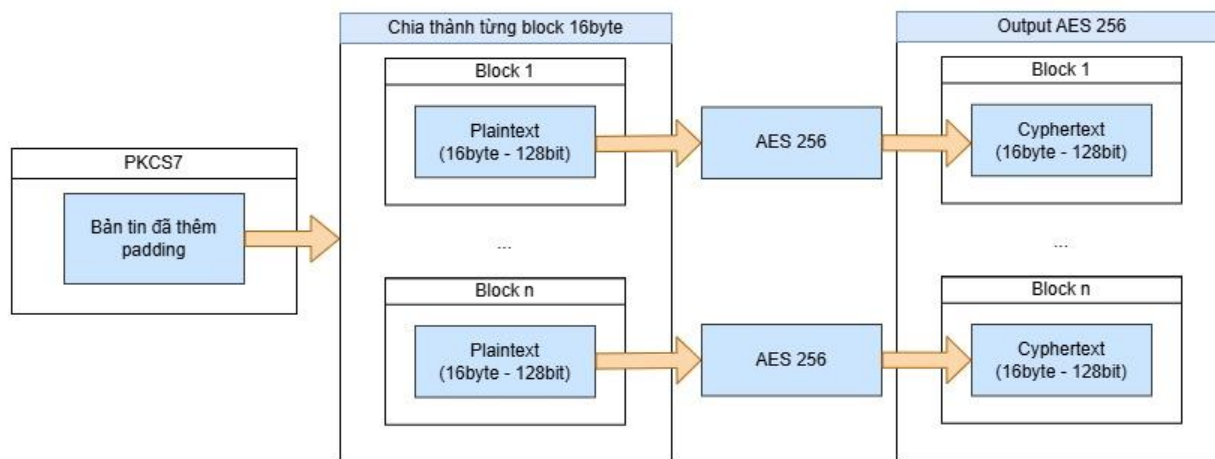 PKCS7
Bản tin đã thêm
padding
Chia thành từng block 16byte
Block 1
Plaintext
(16byte - 128bit)
...
Block n
Plaintext
(16byte - 128bit)
AES 256
AES 256
Output AES 256
Block 1
Cyphertext
(16byte - 128bit)
...
Block n
Cyphertext
(16byte - 128bit)